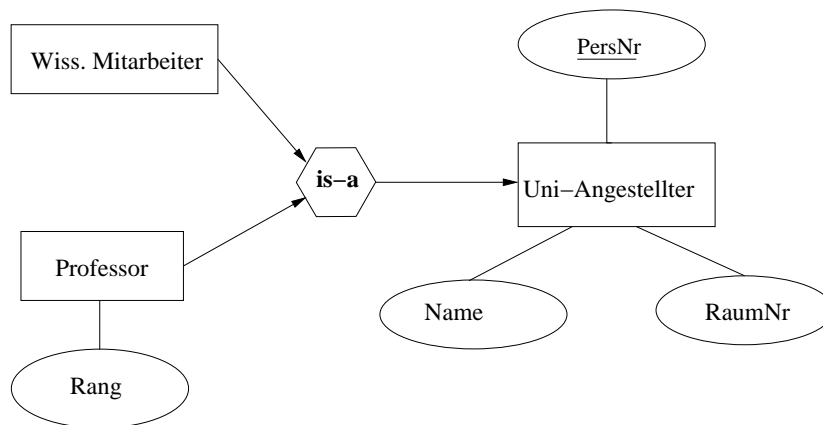 PersNr
Wiss. Mitarbeiter
is-a
Uni-Angestellter
Professor
Name
RaumNr
Rang